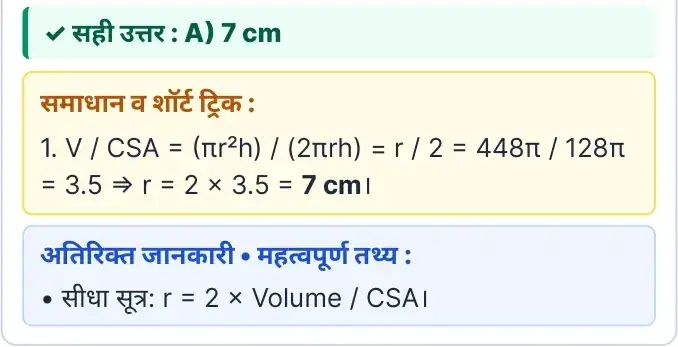 ✓ सही उत्तर : A) 7 cm
समाधान व शॉर्ट ट्रिक :
1. V / CSA = (πr²h) / (2πrh) = r / 2 = 448π / 128π
= 3.5 ⇒ r = 2 × 3.5 = 7 cm।
अतिरिक्त जानकारी • महत्वपूर्ण तथ्य :
• सीधा सूत्र: r = 2 × Volume / CSA।